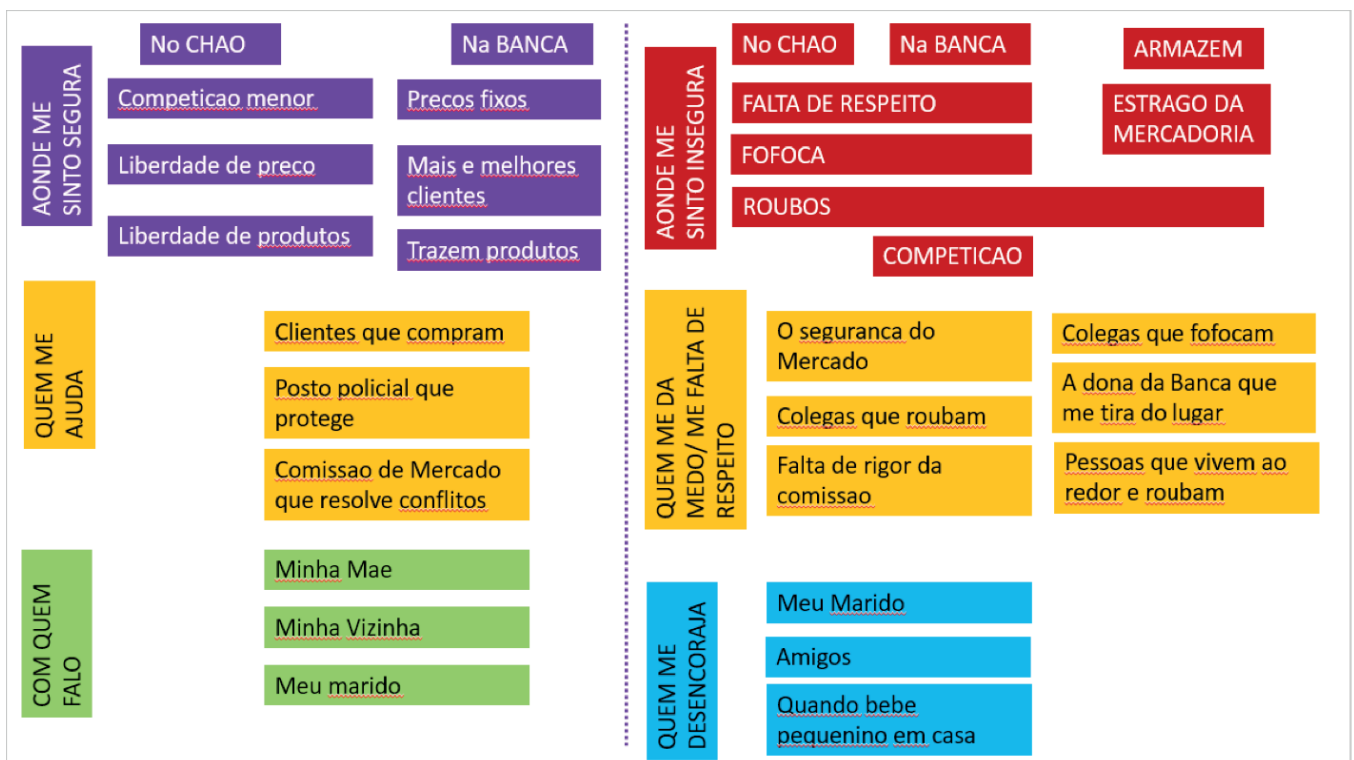 AONDE ME
SINTO SEGURA
No CHAO
Competicao menor
Liberdade de preco
Liberdade de produtos
Na BANCA
Precos fixos
Mais e melhores
clientes
Trazem produtos
QUEM ME
AJUDA
Clientes que compram
Posto policial que
protege
Comissao de Mercado
que resolve conflitos
COM QUEM
FALO
Minha Mae
Minha Vizinha
Meu marido
AONDE ME
SINTO INSEGURA
No CHAO
Na BANCA
ARMAZEM
FALTA DE RESPEITO
ESTRAGO DA
MERCADORIA
FOFOCA
ROUBOS
COMPETICAO
QUEM ME DA
MEDO/ ME FALTA DE
RESPEITO
O seguranca do
Mercado
Colegas que roubam
Falta de rigor da
comissao
Colegas que fofocam
A dona da Banca que
me tira do lugar
Pessoas que vivem ao
redor e roubam
QUEM ME
DESENCORAJA
Meu Marido
Amigos
Quando bebe
pequenino em casa